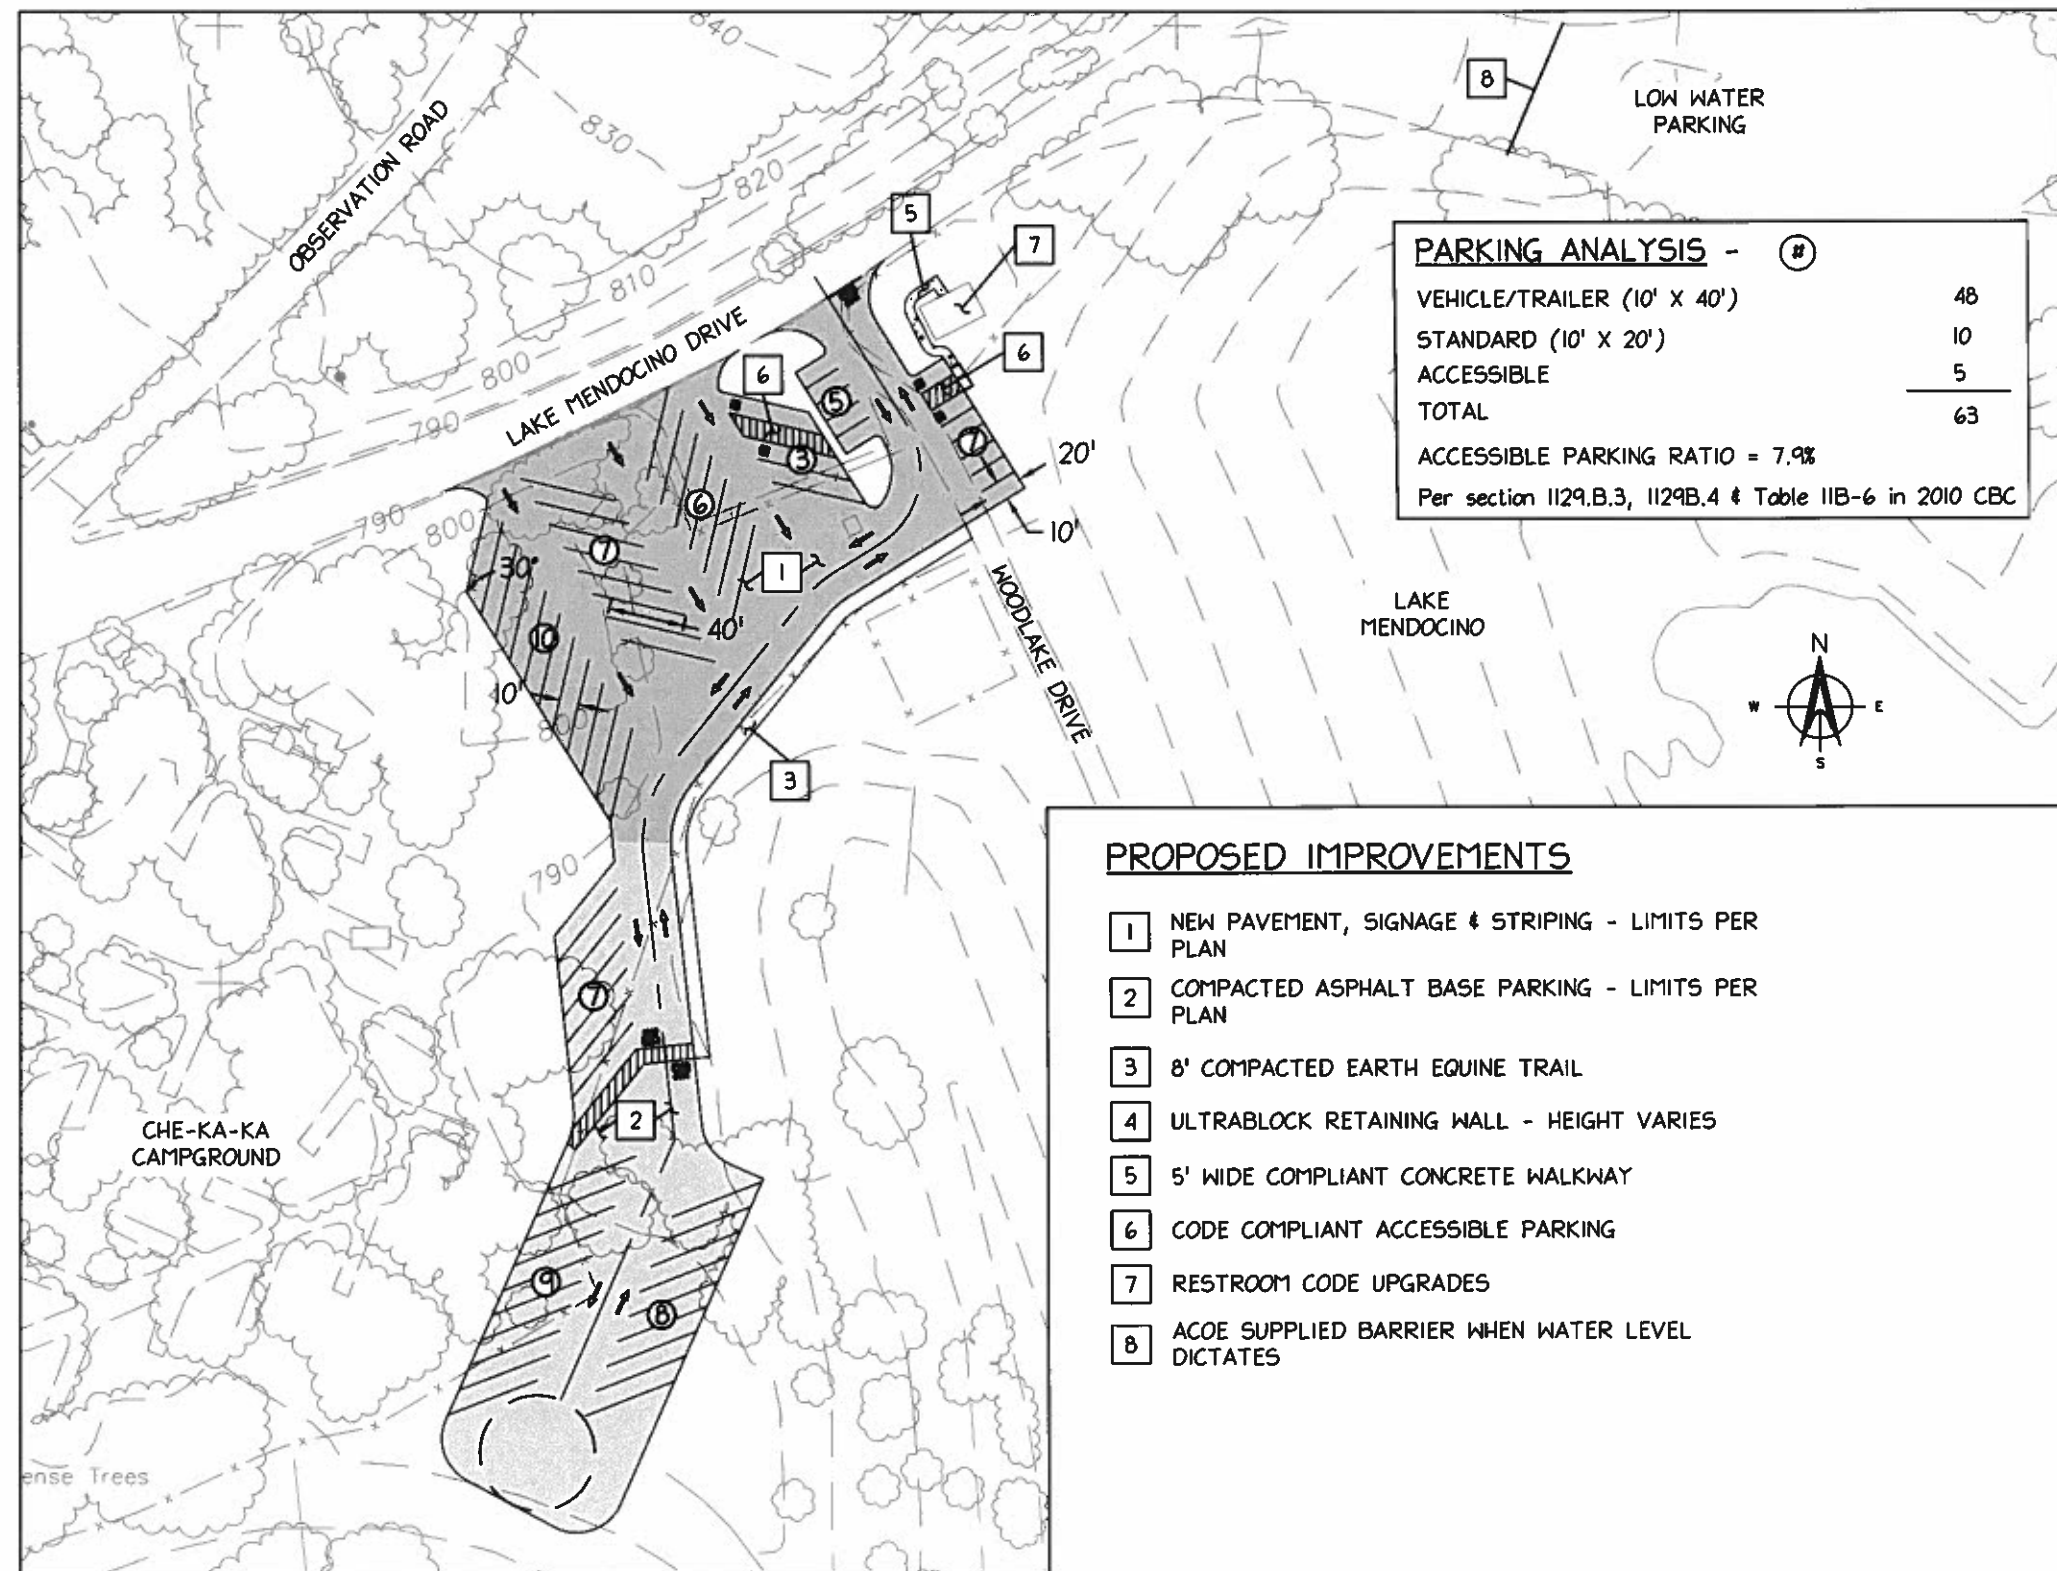 840
OBSERVATION ROAD
830
820
810
800
790
LAKE MENDOCINO DRIVE
8
LOW WATER
PARKING
5
7
6
6
PARKING ANALYSIS - #
VEHICLE/TRAILER (10' X 40') 48
STANDARD (10' X 20') 10
ACCESSIBLE 5
TOTAL 63
ACCESSIBLE PARKING RATIO = 7.9%
Per section 1129.B.3, 1129B.4 & Table 11B-6 in 2010 CBC
5
3
6
7
10
20'
10'
790
800
30°
1
40'
10'
800
WOODLAKE DRIVE
3
LAKE
MENDOCINO
N
W E
S
790
7
2
9
8
CHE-KA-KA
CAMPGROUND
ense Trees
PROPOSED IMPROVEMENTS
1 NEW PAVEMENT, SIGNAGE & STRIPING - LIMITS PER
PLAN
2 COMPACTED ASPHALT BASE PARKING - LIMITS PER
PLAN
3 8' COMPACTED EARTH EQUINE TRAIL
4 ULTRABLOCK RETAINING WALL - HEIGHT VARIES
5 5' WIDE COMPLIANT CONCRETE WALKWAY
6 CODE COMPLIANT ACCESSIBLE PARKING
7 RESTROOM CODE UPGRADES
8 ACOE SUPPLIED BARRIER WHEN WATER LEVEL
DICTATES